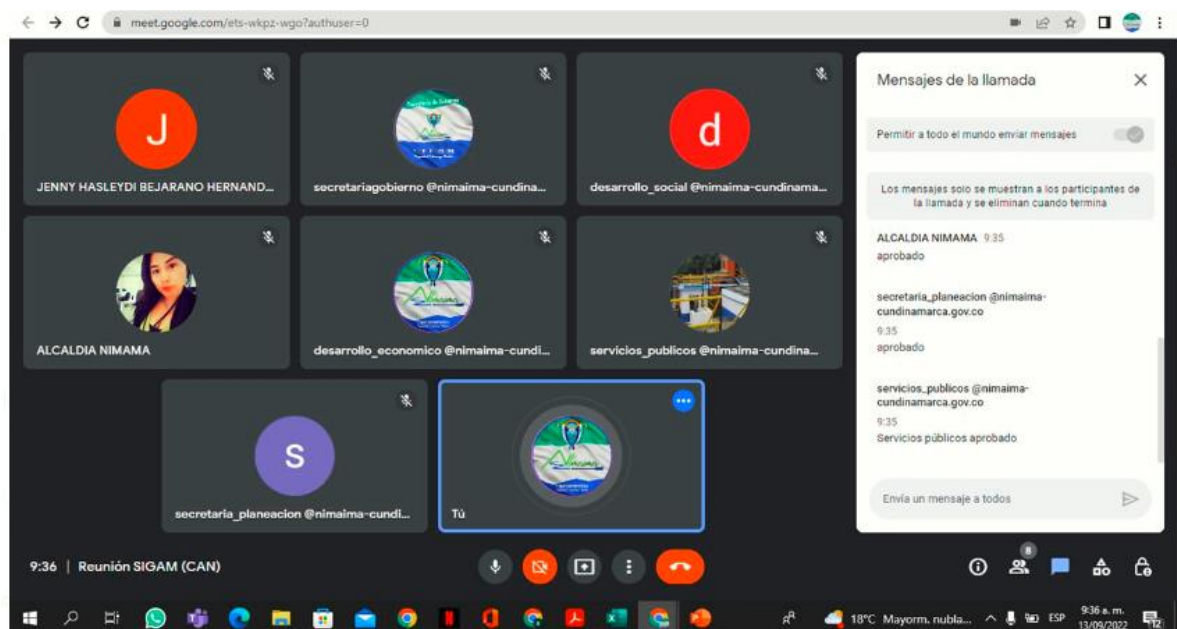 meet.google.com/ets-wkpz-wgo?authuser=0
J
JENNY HASLEYDI BEJARANO HERNAND...
secretariagobierno @nimaima-cundina...
d
desarrollo_social @nimaima-cundinama...
ALCALDIA NIMAMA
desarrollo_economico @nimaima-cundi...
servicios_publicos @nimaima-cundina...
s
secretaria_planeacion @nimaima-cundi...
Tú
Mensajes de la llamada
Permitir a todo el mundo enviar mensajes
Los mensajes solo se muestran a los participantes de
la llamada y se eliminan cuando termina
ALCALDIA NIMAMA 9:35
aprobado
secretaria_planeacion @nimaima-
cundinamarca.gov.co
9:35
aprobado
servicios_publicos @nimaima-
cundinamarca.gov.co
9:35
Servicios públicos aprobado
Envía un mensaje a todos
9:36 | Reunión SIGAM (CAN)
8
18°C Mayorm. nubla...
ESP
9:36 a. m.
13/09/2022
12